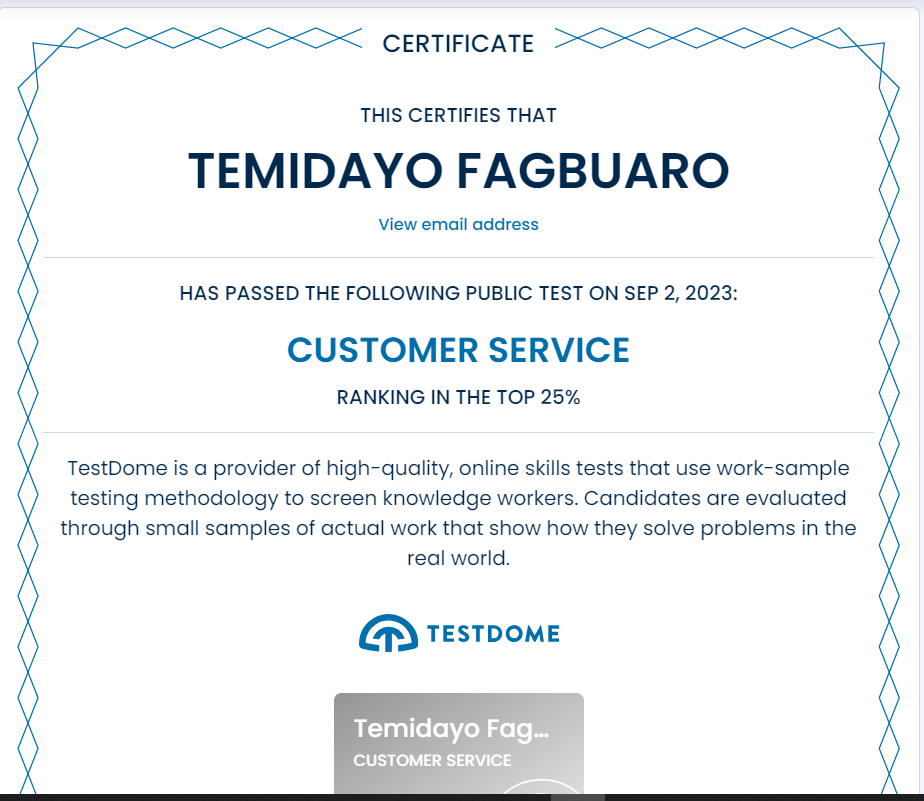 CERTIFICATE
THIS CERTIFIES THAT
TEMIDAYO FAGBUARO
View email address
HAS PASSED THE FOLLOWING PUBLIC TEST ON SEP 2, 2023:
CUSTOMER SERVICE
RANKING IN THE TOP 25%
TestDome is a provider of high-quality, online skills tests that use work-sample
testing methodology to screen knowledge workers. Candidates are evaluated
through small samples of actual work that show how they solve problems in the
real world.
TESTDOME
Temidayo Fag...
CUSTOMER SERVICE